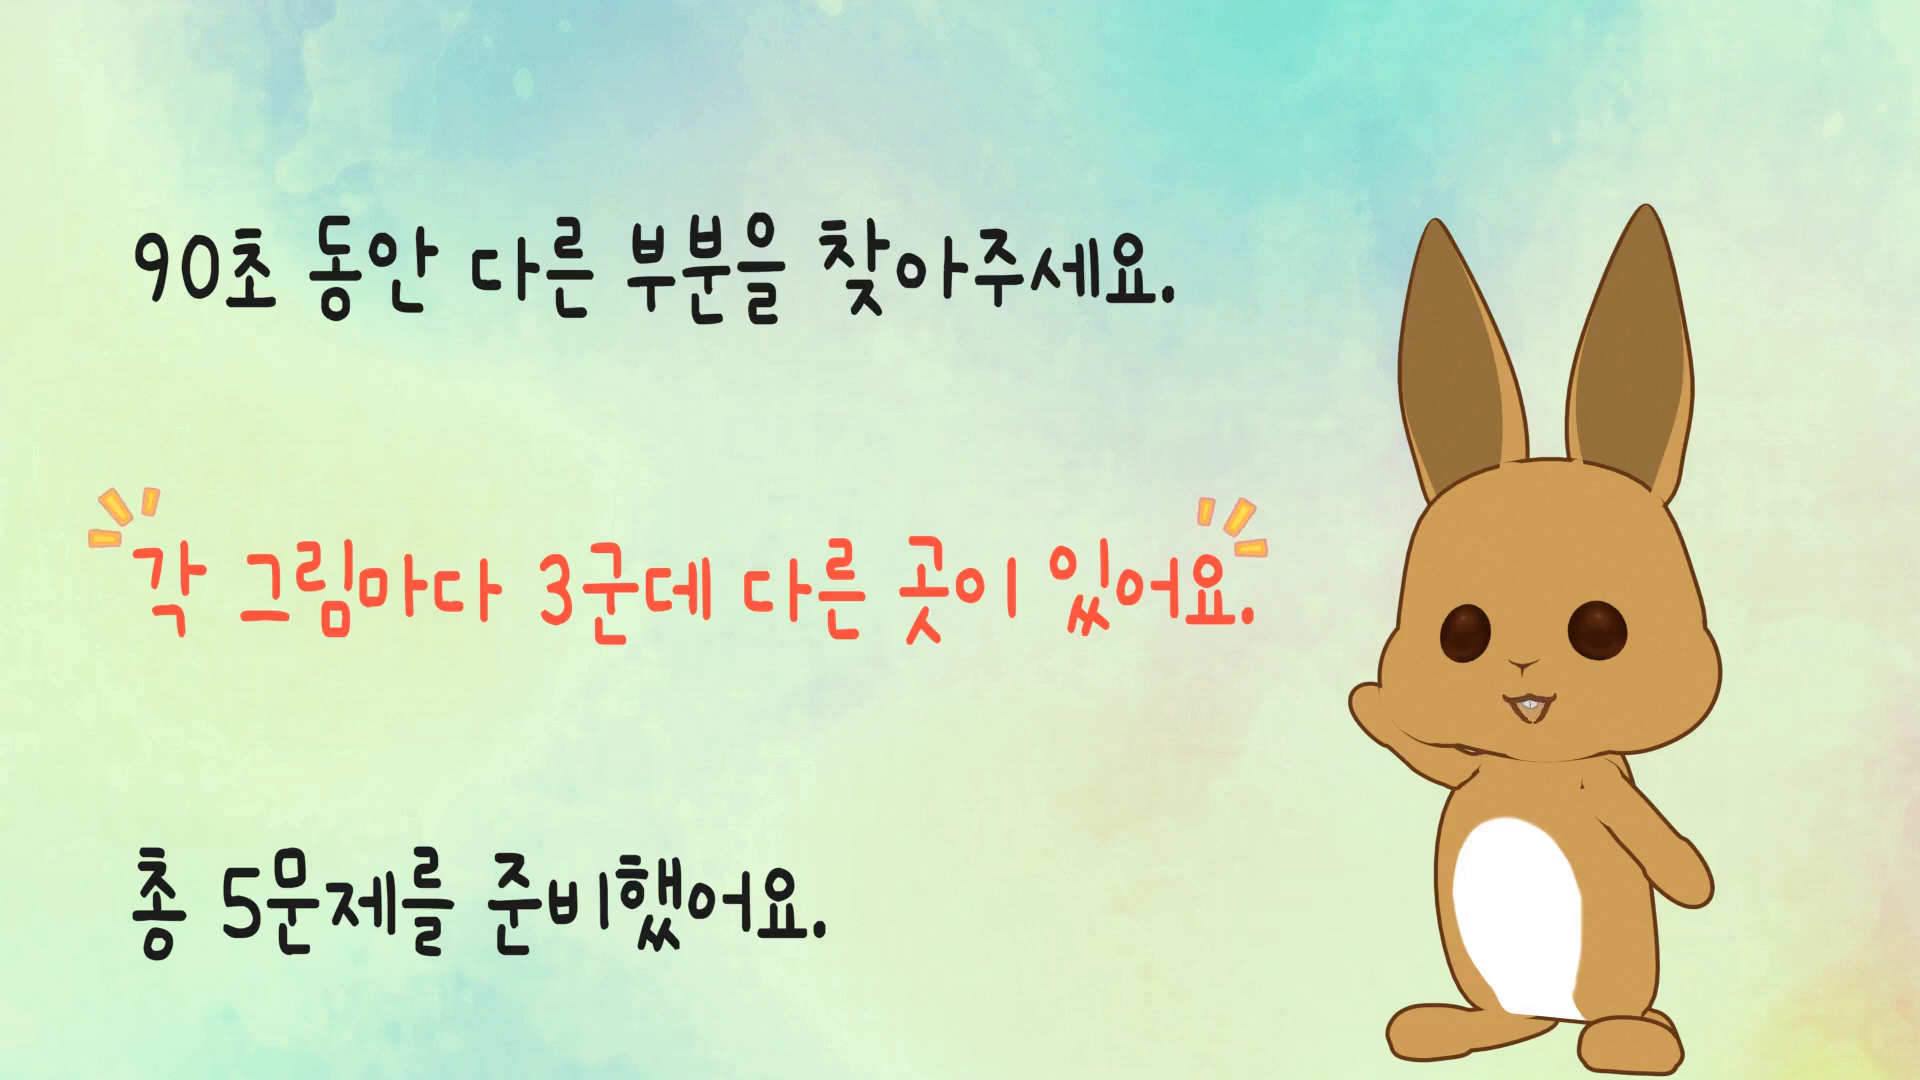 90초 동안 다른 부분을 찾아주세요.
각 그림마다 3군데 다른 곳이 있어요.
총 5문제를 준비했어요.